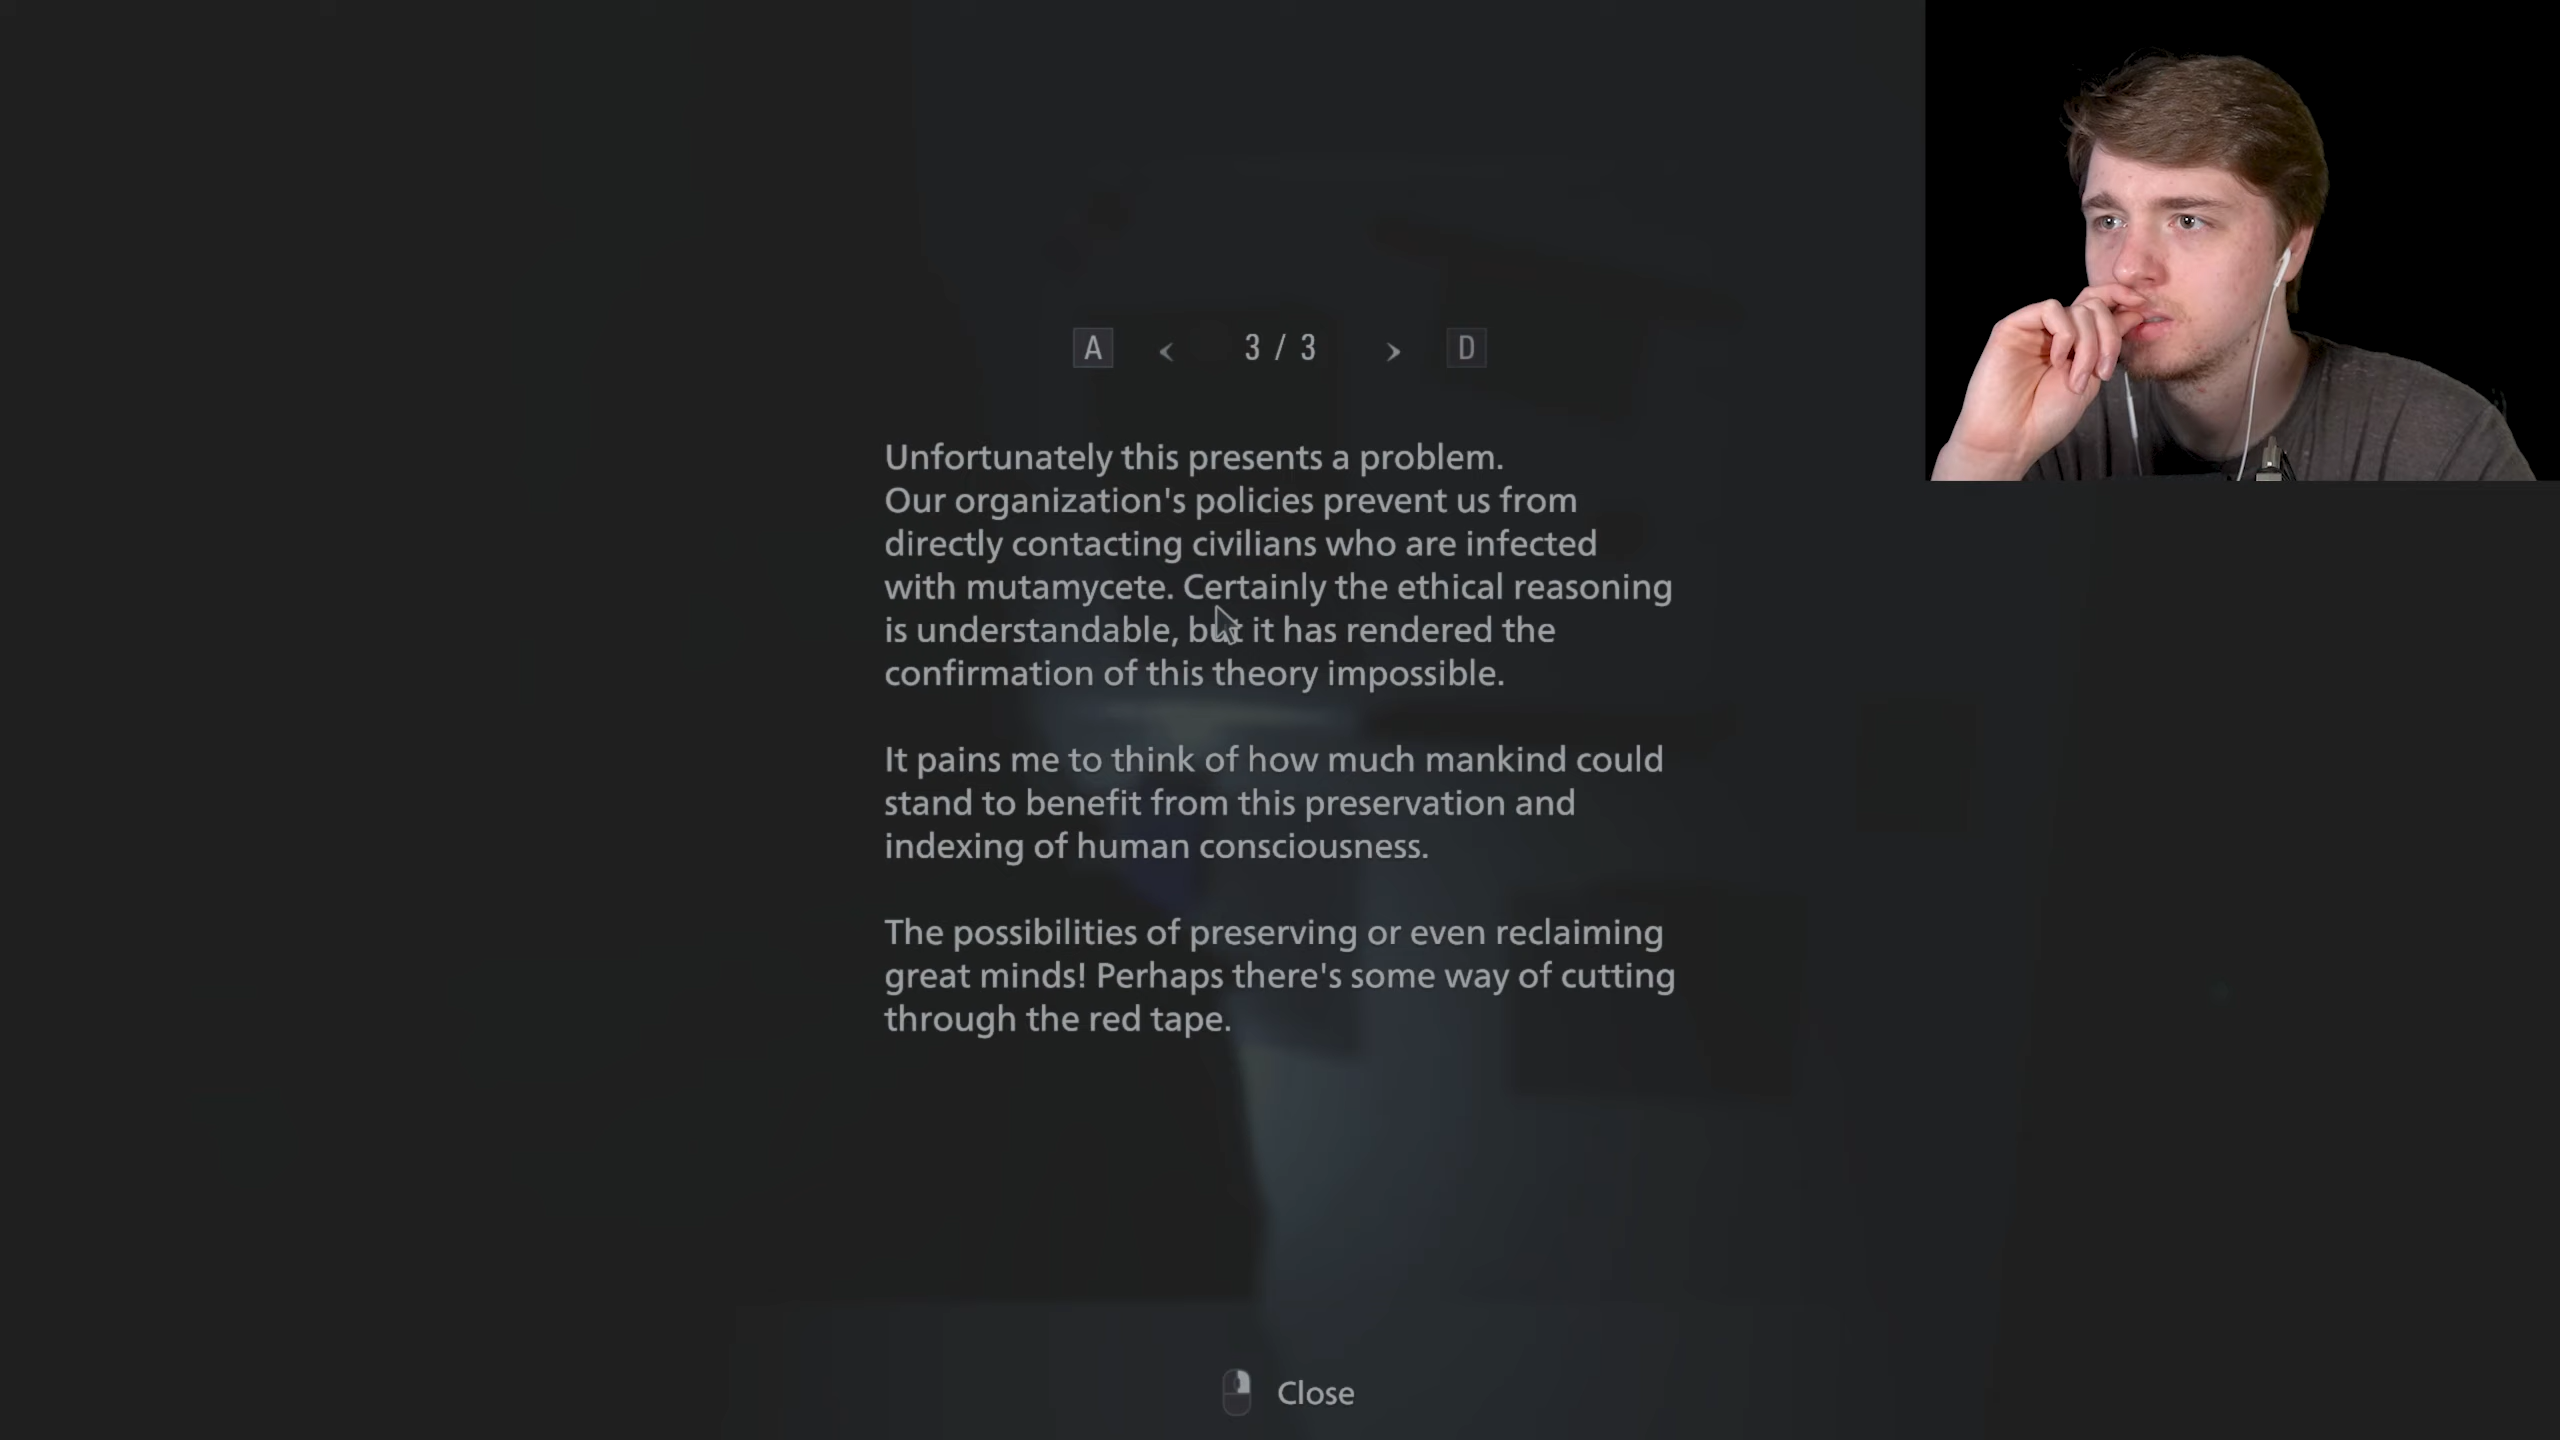 A < 3 / 3 > D
Unfortunately this presents a problem.
Our organization's policies prevent us from
directly contacting civilians who are infected
with mutamycete. Certainly the ethical reasoning
is understandable, but it has rendered the
confirmation of this theory impossible.
It pains me to think of how much mankind could
stand to benefit from this preservation and
indexing of human consciousness.
The possibilities of preserving or even reclaiming
great minds! Perhaps there's some way of cutting
through the red tape.
Close